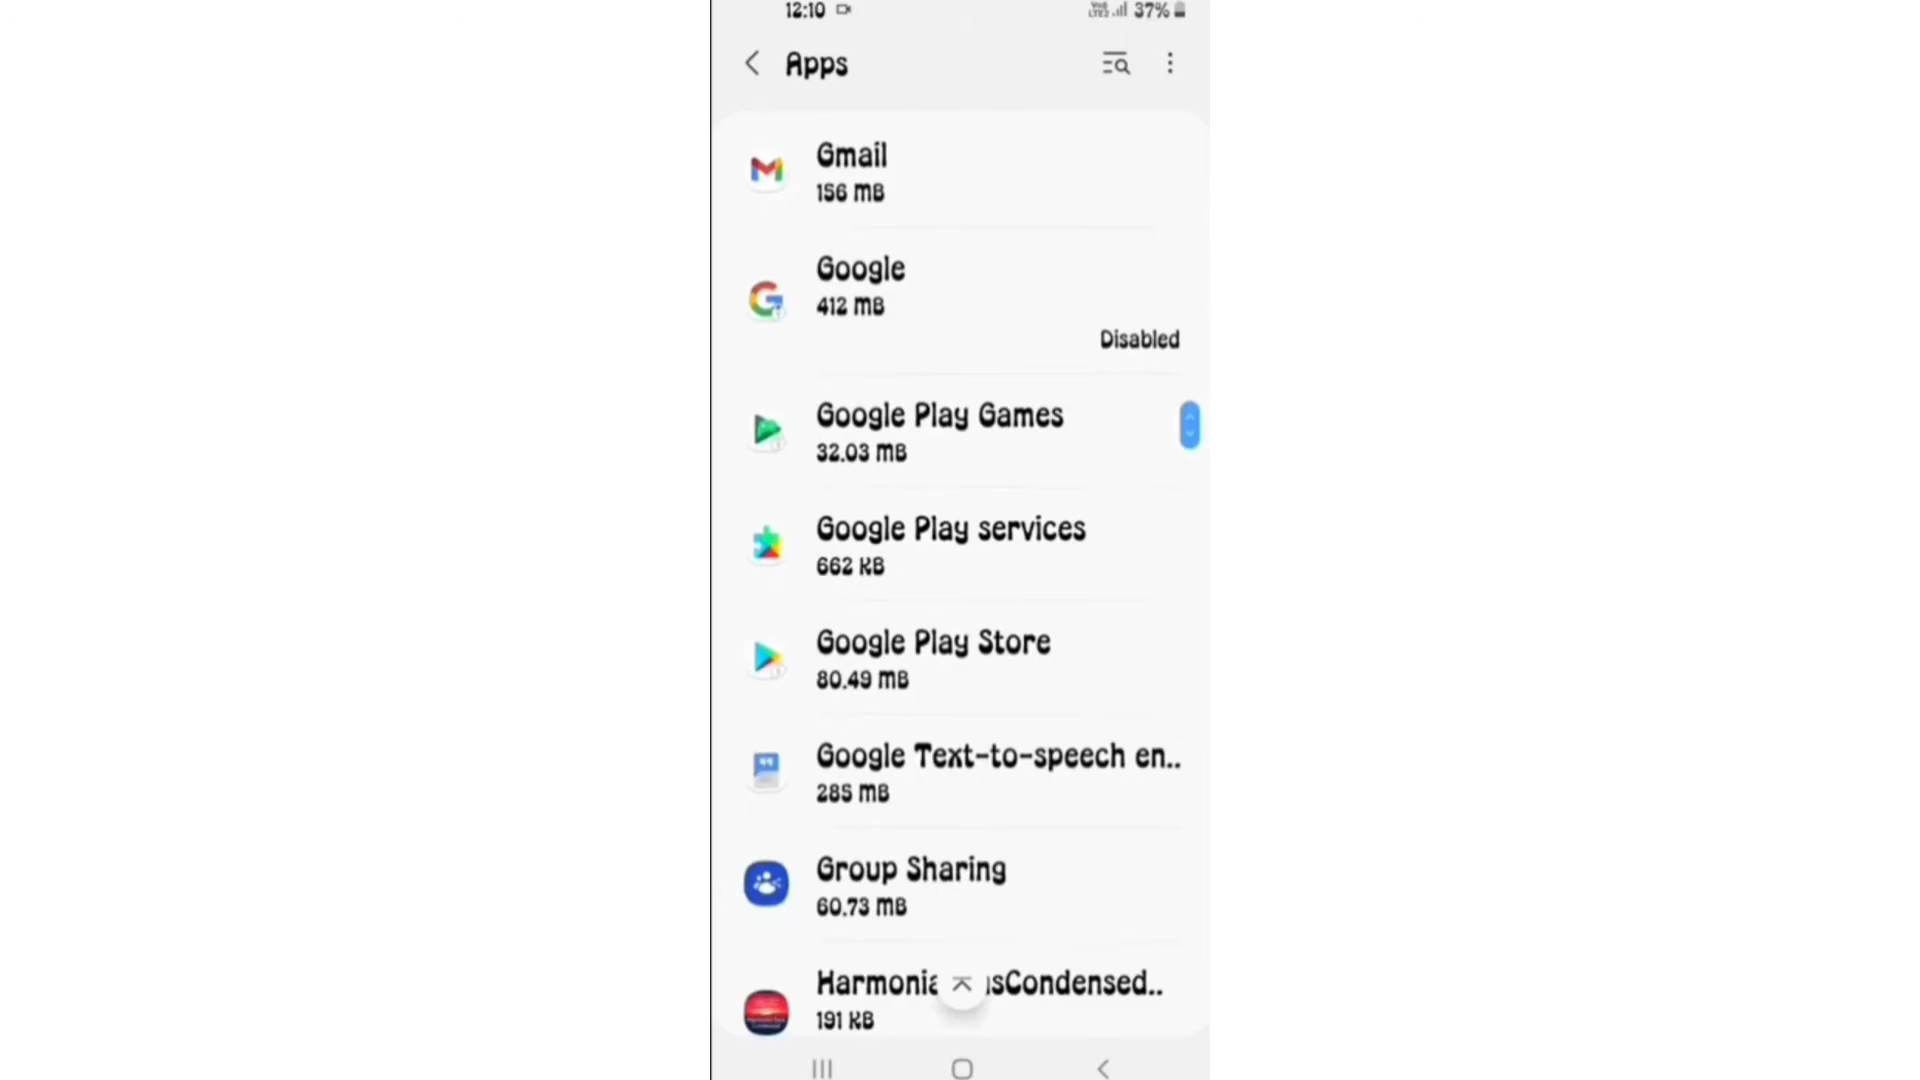 12:10 37%
Apps
Gmail
156 MB
Google
412 MB
Disabled
Google Play Games
32.03 MB
Google Play services
662 KB
Google Play Store
80.49 MB
Google Text-to-speech en..
285 MB
Group Sharing
60.73 MB
Harmonia sCondensed..
191 KB